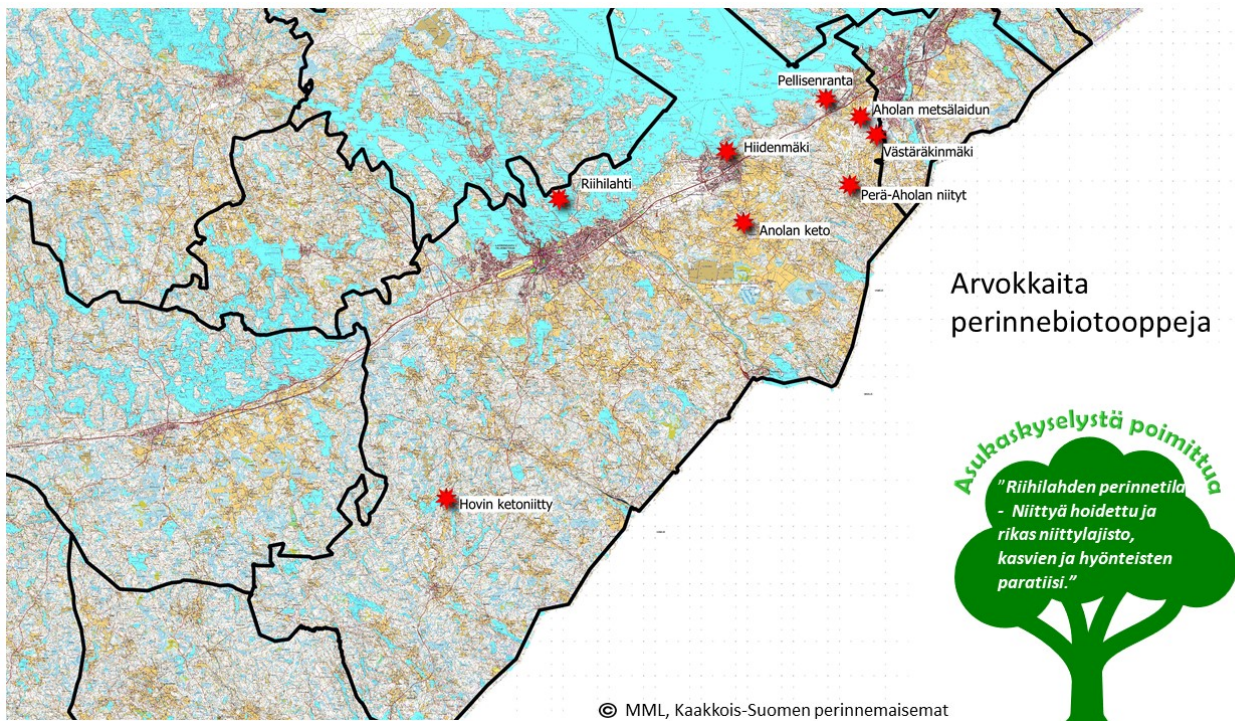 Pellisenranta
Aholan metsälaidun
Hiidenmäki
Västäräkinmäki
Riihilahti
Perä-Aholan niityt
Anolan keto
Hovin ketoniitty
Arvokkaita
perinnebiotooppeja
Asukaskyselystä poimittua
"Riihilahden perinnetila
- Niittyä hoidettu ja
rikas niittylajisto,
kasvien ja hyönteisten
paratiisi."
© MML, Kaakkois-Suomen perinnemaisemat